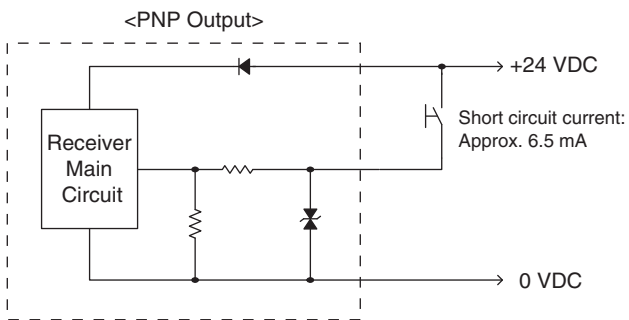 <PNP Output>
+24 VDC
Short circuit current:
Approx. 6.5 mA
Receiver
Main
Circuit
0 VDC